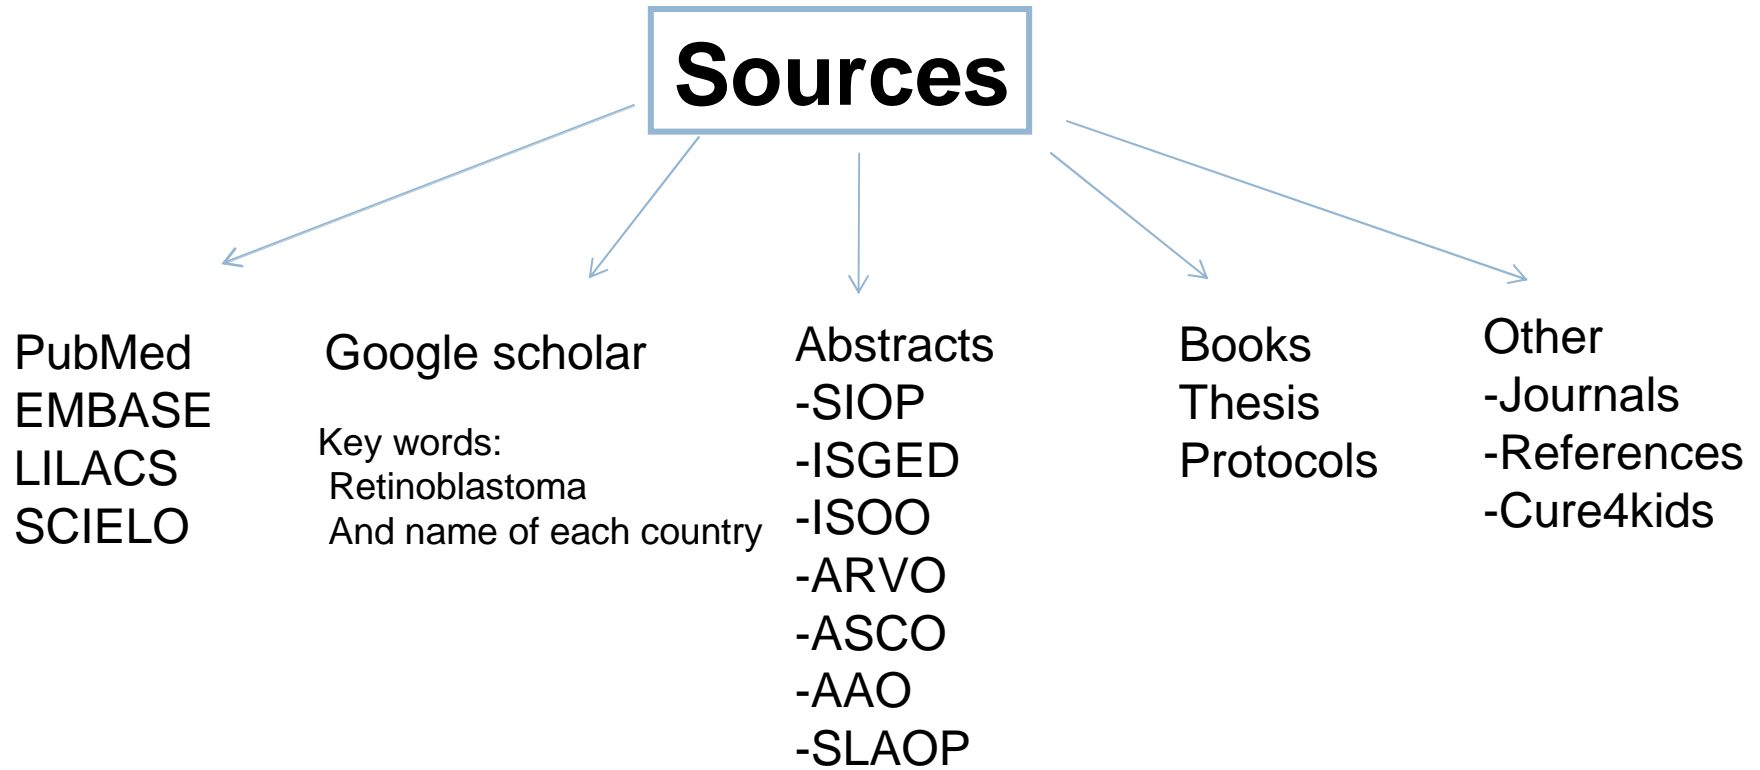 Sources
PubMed
EMBASE
LILACS
SCIELO
Google scholar
Key words:
Retinoblastoma
And name of each country
Abstracts
-SIOP
-ISGED
-ISOO
-ARVO
-ASCO
-AAO
-SLAOP
Books
Thesis
Protocols
Other
-Journals
-References
-Cure4kids